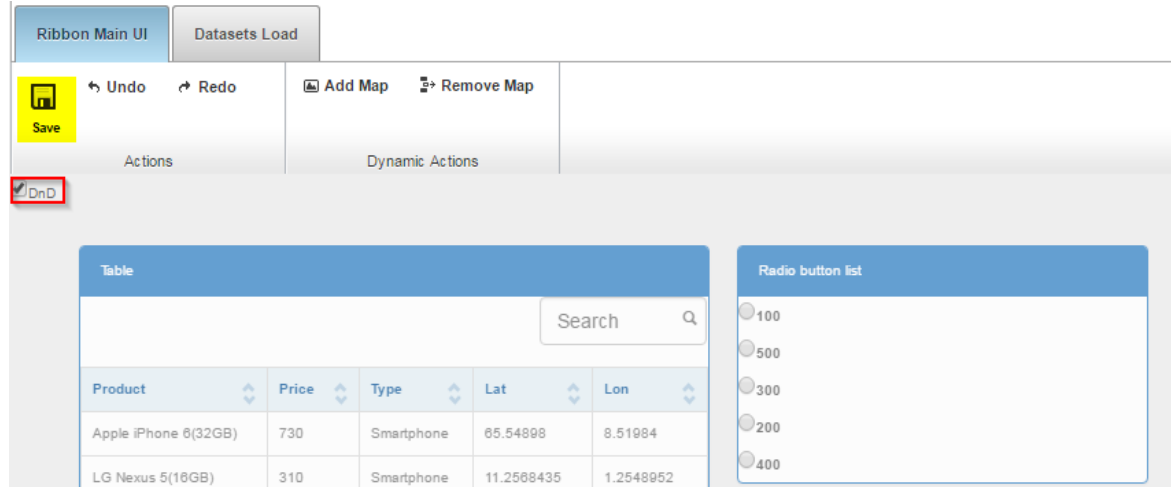 Ribbon Main UI Datasets Load
Undo Redo Add Map Remove Map
Save
Actions Dynamic Actions
DnD
Table
Search
Product Price Type Lat Lon
Apple iPhone 6(32GB) 730 Smartphone 65.54898 8.51984
LG Nexus 5(16GB) 310 Smartphone 11.2568435 1.2548952
Radio button list
100
500
300
200
400